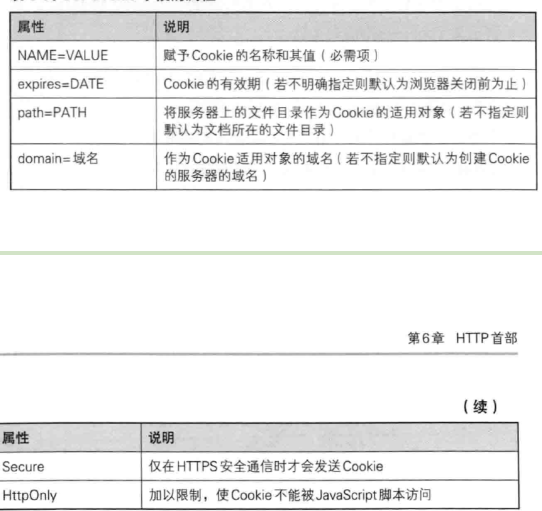 属性 说明
NAME=VALUE 赋予Cookie的名称和其值（必需项）
expires=DATE Cookie的有效期（若不明确指定则默认为浏览器关闭前为止）
path=PATH 将服务器上的文件目录作为Cookie的适用对象（若不指定则
默认为文档所在的文件目录）
domain=域名 作为Cookie适用对象的域名（若不指定则默认为创建Cookie
的服务器的域名）
第6章 HTTP首部
（续）
属性 说明
Secure 仅在HTTPS安全通信时才会发送Cookie
HttpOnly 加以限制，使Cookie不能被JavaScript脚本访问